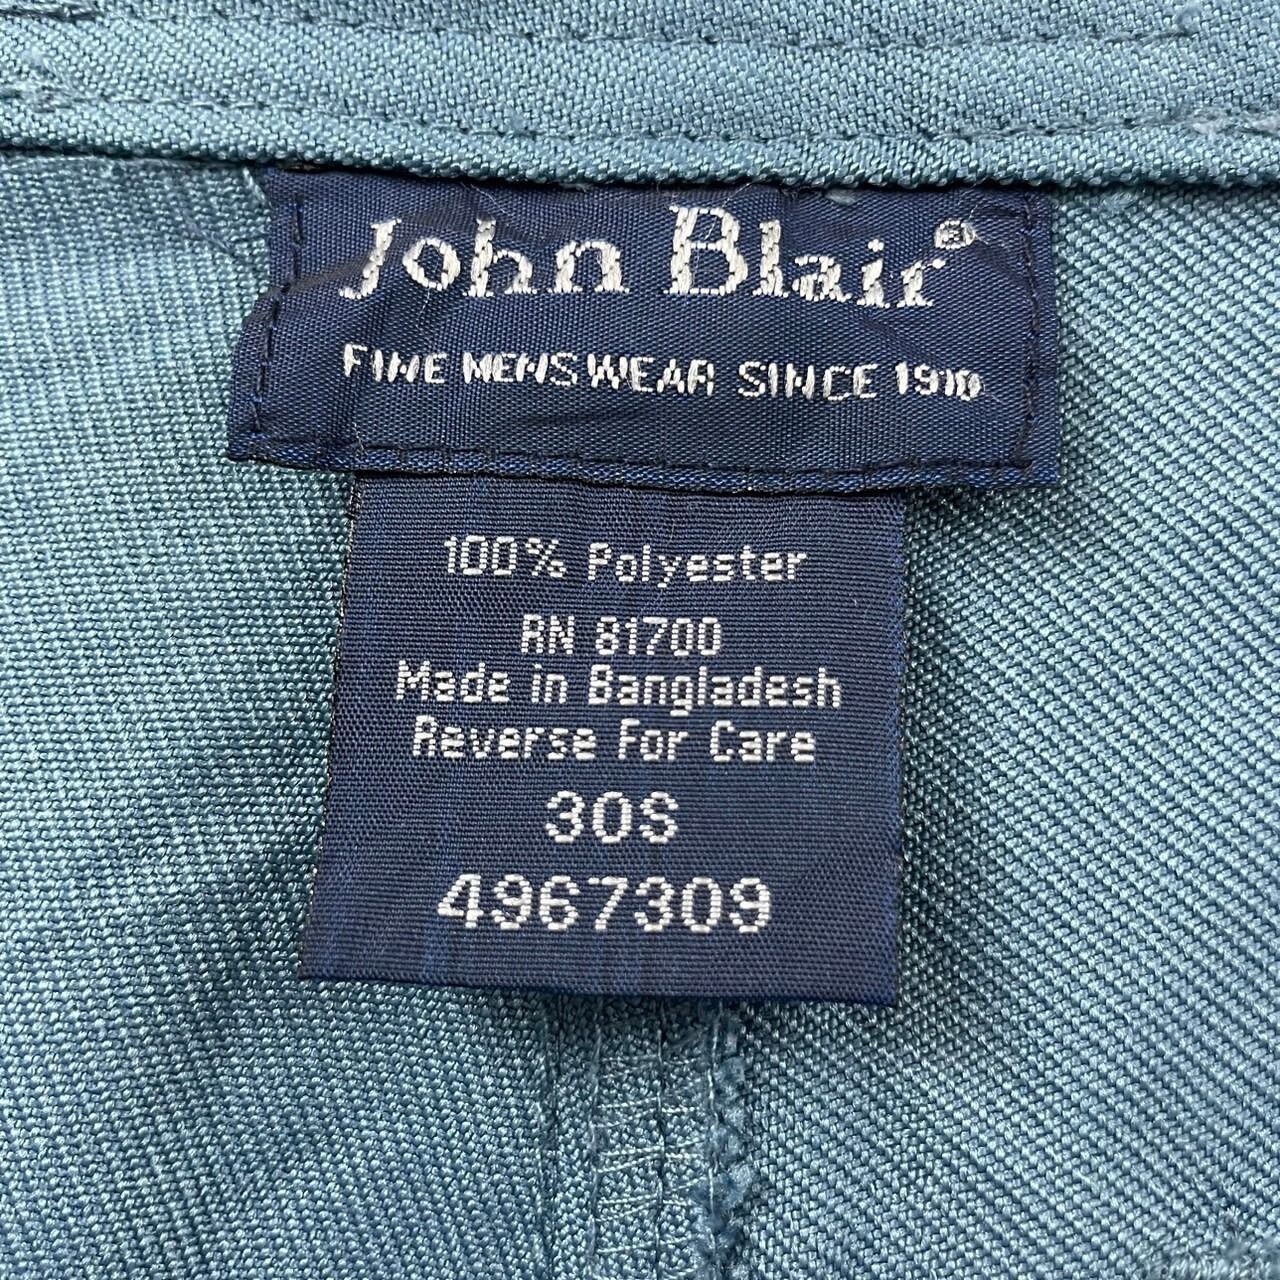 John Blair®
FINE MENSWEAR SINCE 1910
100% Polyester
RN 81700
Made in Bangladesh
Reverse For Care
30S
4967309